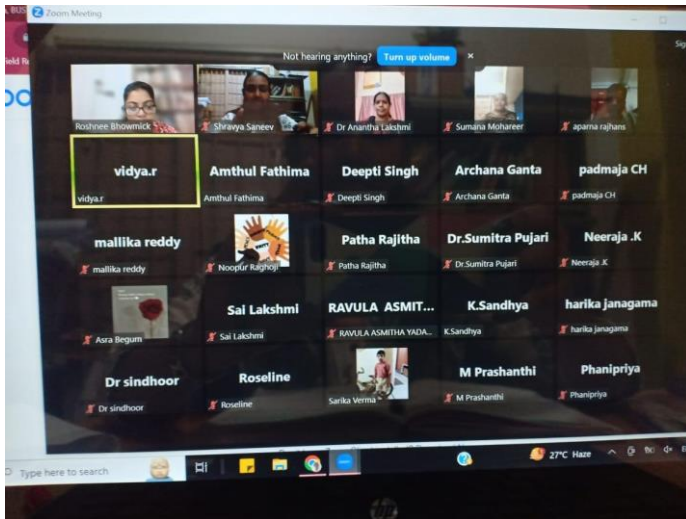 Zoom Meeting
Not hearing anything? Turn up volume ×
Roshnee Bhowmick
Shravya Saneev
Dr Anantha Lakshmi
Sumana Mohareer
aparna rajhans
vidya.r
Amthul Fathima
Deepti Singh
Archana Ganta
padmaja CH
vidya.r
Amthul Fathima
Deepti Singh
Archana Ganta
padmaja CH
mallika reddy
Patha Rajitha
Dr.Sumitra Pujari
Neeraja .K
mallika reddy
Noopur Raghoji
Patha Rajitha
Dr.Sumitra Pujari
Neeraja .K
Sai Lakshmi
RAVULA ASMIT...
K.Sandhya
harika janagama
Asra Begum
Sai Lakshmi
RAVULA ASMITHA YADA...
K.Sandhya
harika janagama
Dr sindhoor
Roseline
M Prashanthi
Phanipriya
Dr sindhoor
Roseline
Sarika Verma
M Prashanthi
Phanipriya
Type here to search
27°C Haze
hp